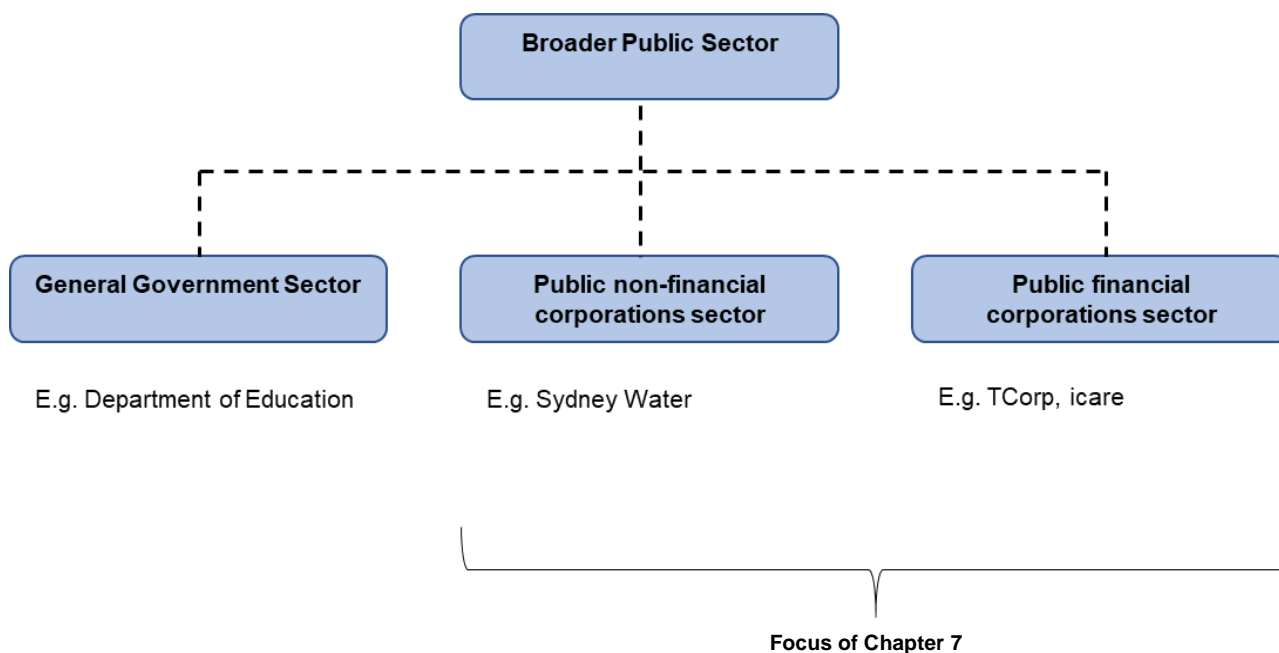 Broader Public Sector
General Government Sector
Public non-financial
corporations sector
Public financial
corporations sector
E.g. Department of Education
E.g. Sydney Water
E.g. TCorp, icare
Focus of Chapter 7